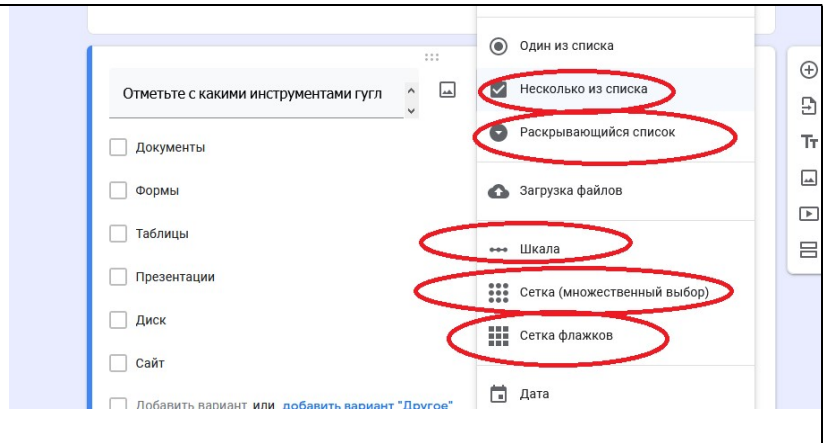 Отметьте с какими инструментами гугл
Документы
Формы
Таблицы
Презентации
Диск
Сайт
Добавить вариант или добавить вариант "Другое"
Один из списка
Несколько из списка
Раскрывающийся список
Загрузка файлов
Шкала
Сетка (множественный выбор)
Сетка флажков
Дата
Тт